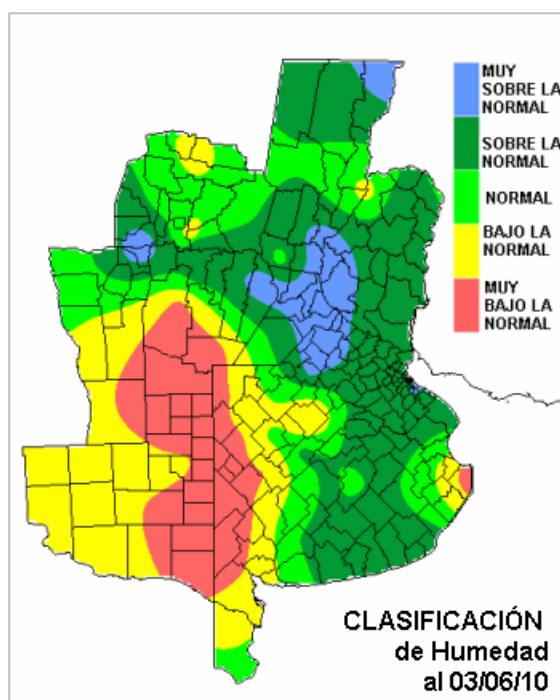 MUY
SOBRE LA
NORMAL
SOBRE LA
NORMAL
NORMAL
BAJO LA
NORMAL
MUY
BAJO LA
NORMAL
CLASIFICACIÓN
de Humedad
al 03/06/10